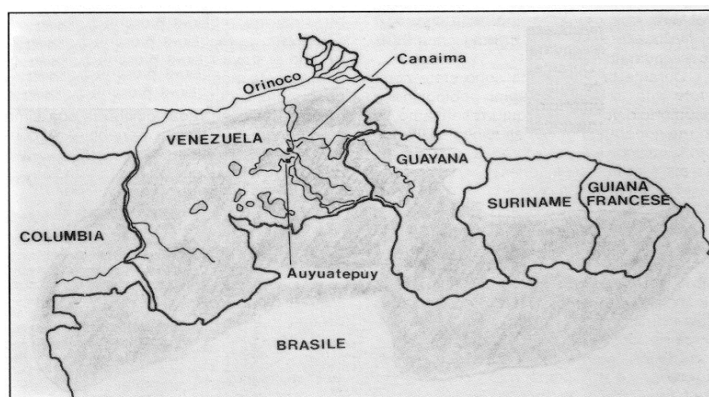 Canaima
Orinoco
VENEZUELA
GUAYANA
SURINAME
GUIANA
FRANCESE
COLUMBIA
Auyuatepuy
BRASILE